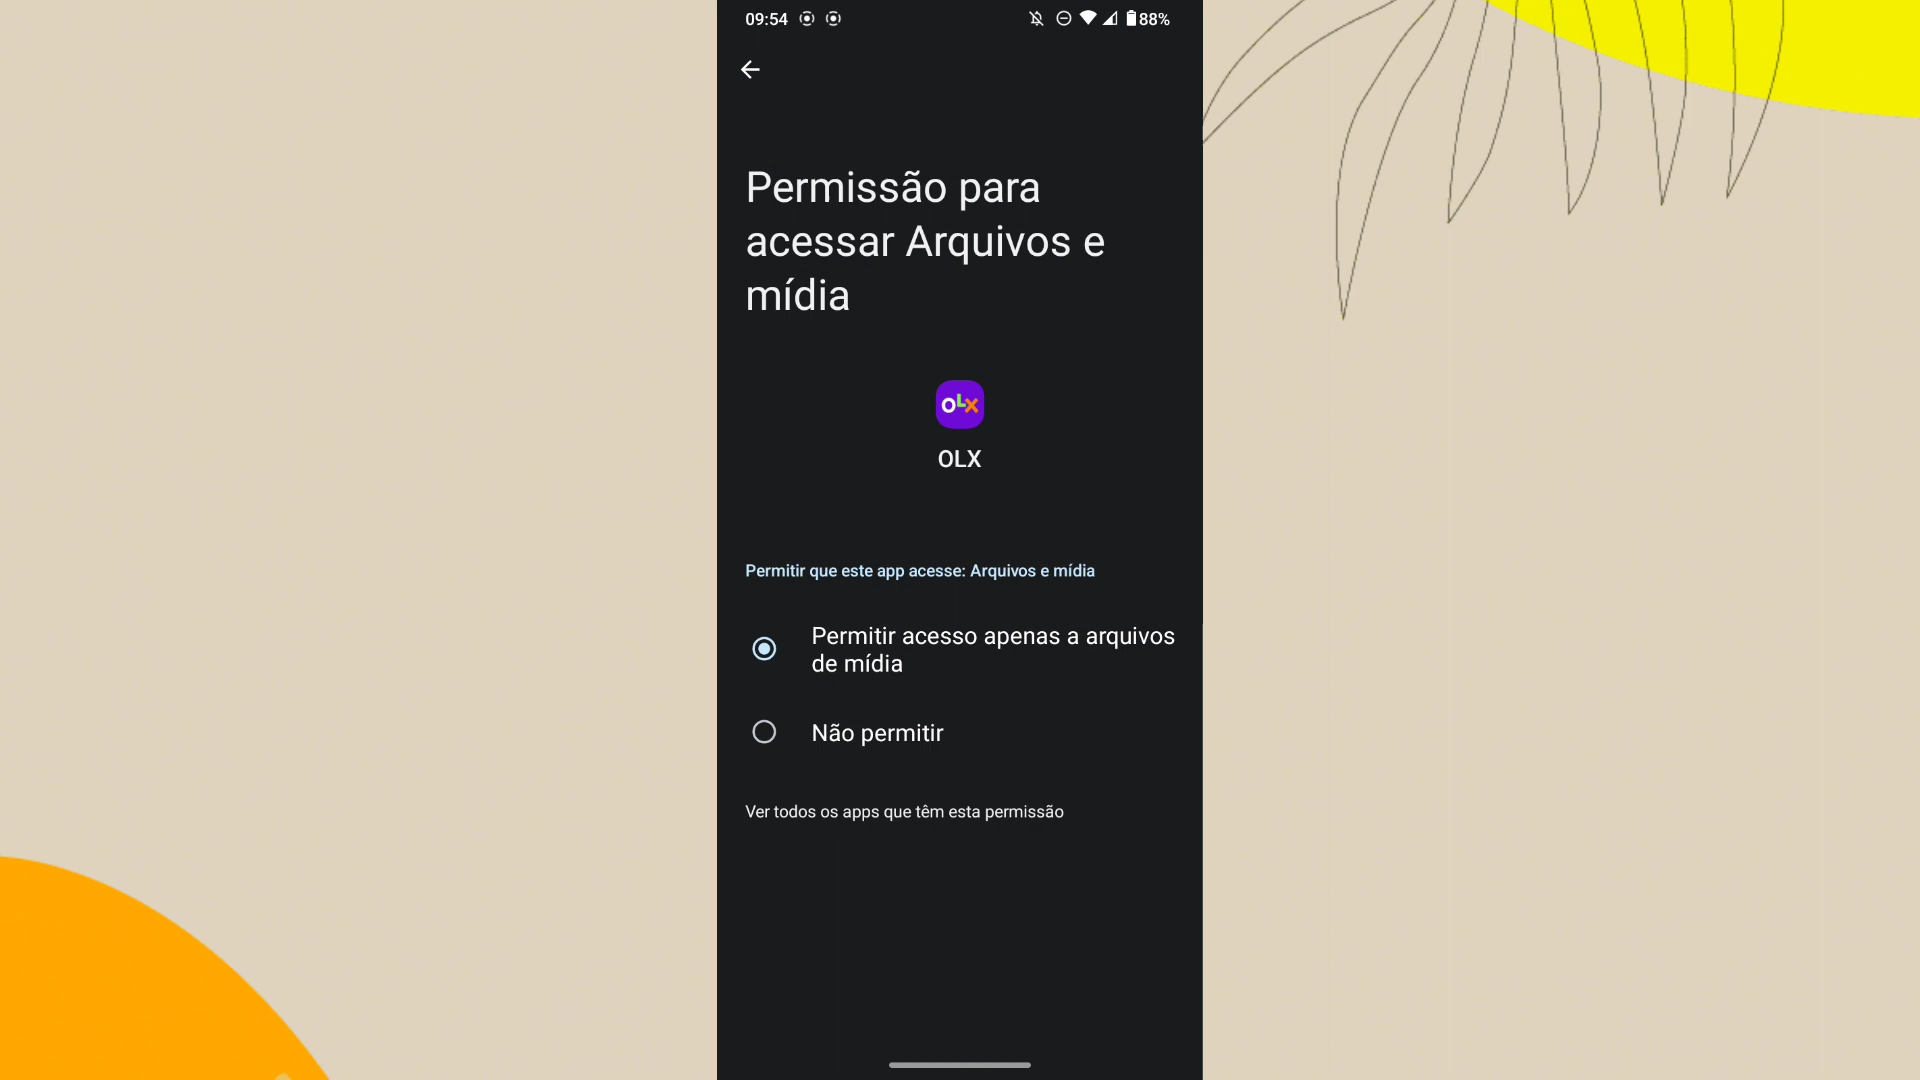 09:54 88%
Permissão para
acessar Arquivos e
mídia
OLX
OLX
Permitir que este app acesse: Arquivos e mídia
Permitir acesso apenas a arquivos
de mídia
Não permitir
Ver todos os apps que têm esta permissão